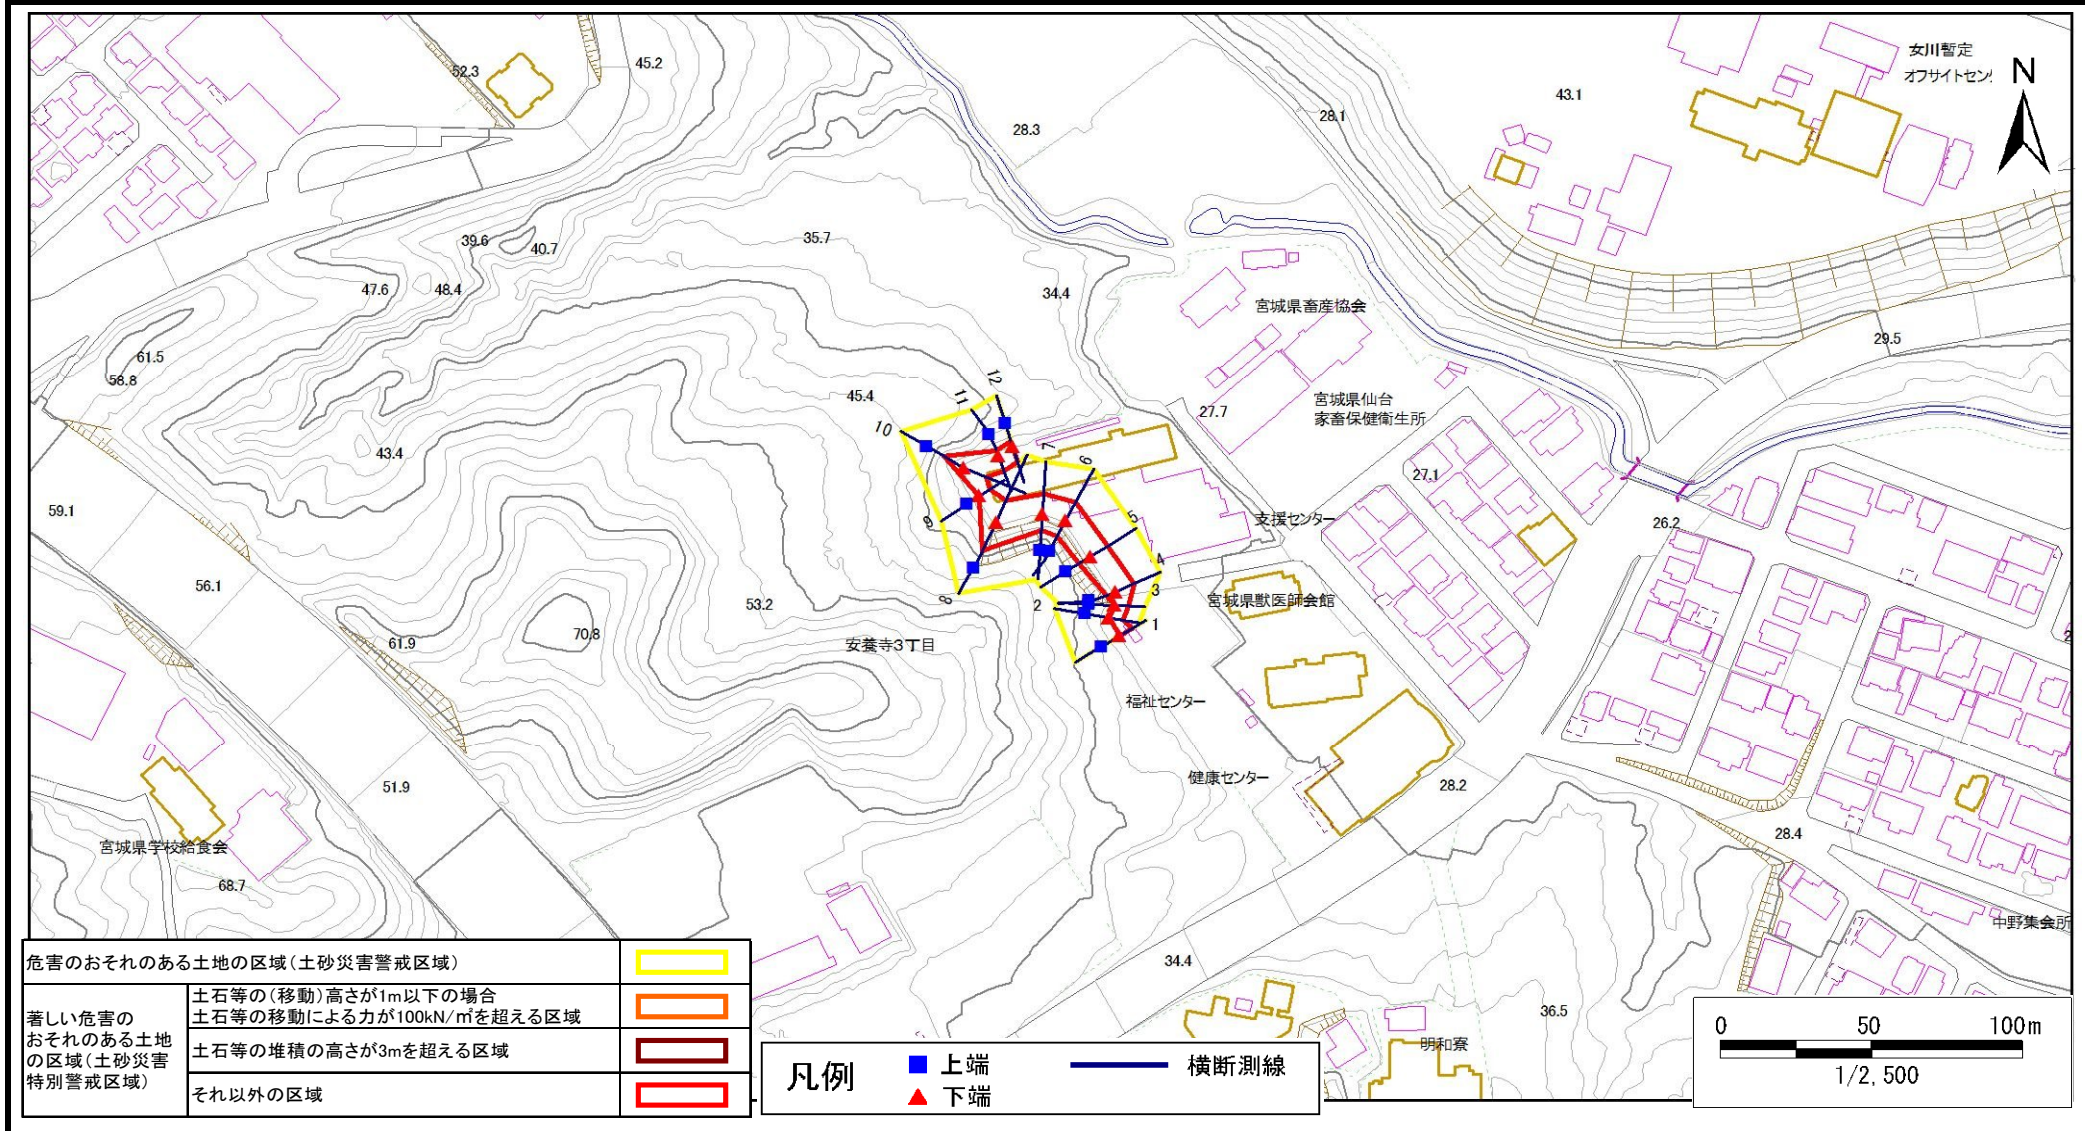 女川暫定
オフサイトセン
N
52.3
45.2
43.1
28.3
28.1
39.6
40.7
35.7
47.6
48.4
34.4
宮城県畜産協会
29.5
61.5
58.8
45.4
12
11
10
27.7
宮城県仙台
家畜保健衛生所
43.4
7
6
27.1
59.1
9
5
支援センター
26.2
4
56.1
8
53.2
2
3
宮城県獣医師会館
1
61.9
70.8
安養寺3丁目
2
福祉センター
51.9
健康センター
28.2
28.4
宮城県学校給食会
68.7
中野集会所
34.4
36.5
明和寮
危害のおそれのある土地の区域(土砂災害警戒区域)
著しい危害の
おそれのある土地
の区域(土砂災害
特別警戒区域)
土石等の(移動)高さが1m以下の場合
土石等の移動による力が100kN/㎡を超える区域
土石等の堆積の高さが3mを超える区域
それ以外の区域
凡例
上端
下端
横断測線
0 50 100m
1/2,500